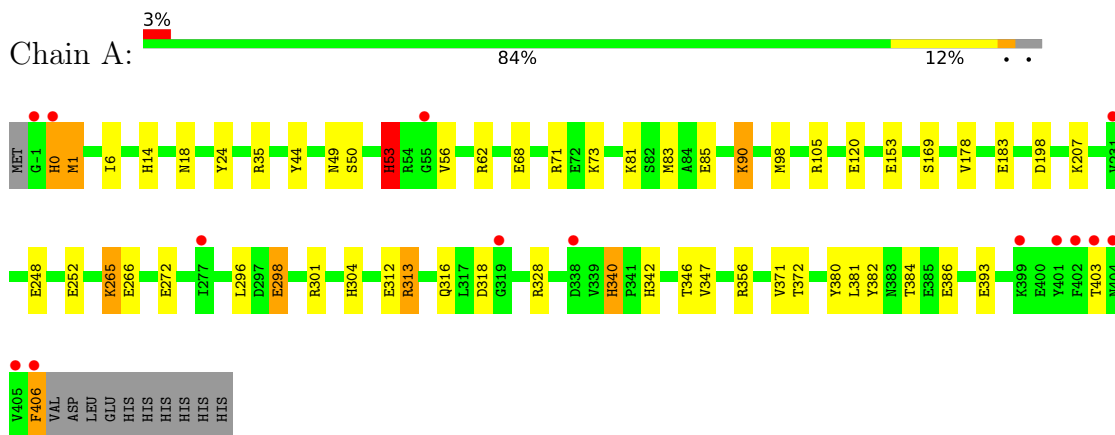 3%
Chain A:
84% 12% • •
MET G-1 H0 M1 I6 H14 N18 Y24 R35 Y44 N49 S50 H53 R54 G55 V56 R62 E68 R71 E72 K73 K81 S82 M83 A84 E85 K90 M98 R105 E120 E153 S169 V178 E183 D198 K207
E248 E252 K265 E266 E272 I277 L296 D297 E298 R301 H304 E312 R313 Q316 L317 D318 G319 R328 D338 V339 H340 P341 H342 T346 V347 R356 V371 T372 Y380 L381 Y382 N383 T384 E385 E386 E393 K399 E400 Y401 F402 T403 N404
V405 F406 VAL ASP LEU GLU HIS HIS HIS HIS HIS HIS